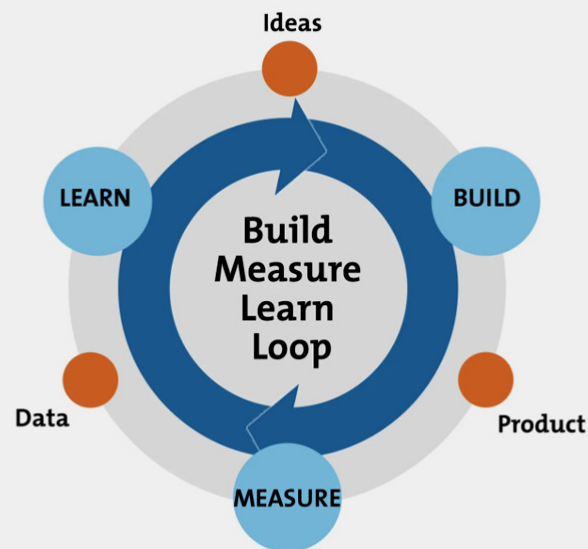 Ideas
LEARN
BUILD
Build
Measure
Learn
Loop
Data
Product
MEASURE